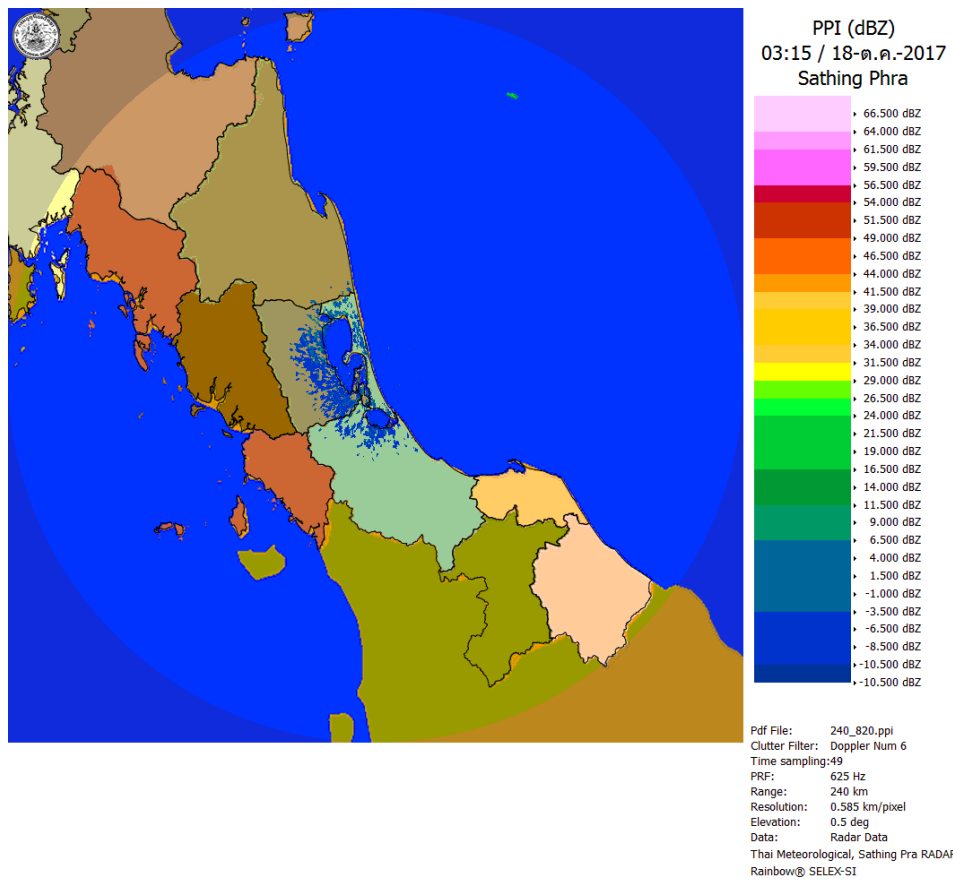 PPI (dBZ)
03:15 / 18-ต.ค.-2017
Sathing Phra
66.500 dBZ
64.000 dBZ
61.500 dBZ
59.500 dBZ
56.500 dBZ
54.000 dBZ
51.500 dBZ
49.000 dBZ
46.500 dBZ
44.000 dBZ
41.500 dBZ
39.000 dBZ
36.500 dBZ
34.000 dBZ
31.500 dBZ
29.000 dBZ
26.500 dBZ
24.000 dBZ
21.500 dBZ
19.000 dBZ
16.500 dBZ
14.000 dBZ
11.500 dBZ
9.000 dBZ
6.500 dBZ
4.000 dBZ
1.500 dBZ
-1.000 dBZ
-3.500 dBZ
-6.500 dBZ
-8.500 dBZ
-10.500 dBZ
-10.500 dBZ
Pdf File: 240_820.ppi
Clutter Filter: Doppler Num 6
Time sampling:49
PRF: 625 Hz
Range: 240 km
Resolution: 0.585 km/pixel
Elevation: 0.5 deg
Data: Radar Data
Thai Meteorological, Sathing Pra RADAR
Rainbow® SELEX-SI